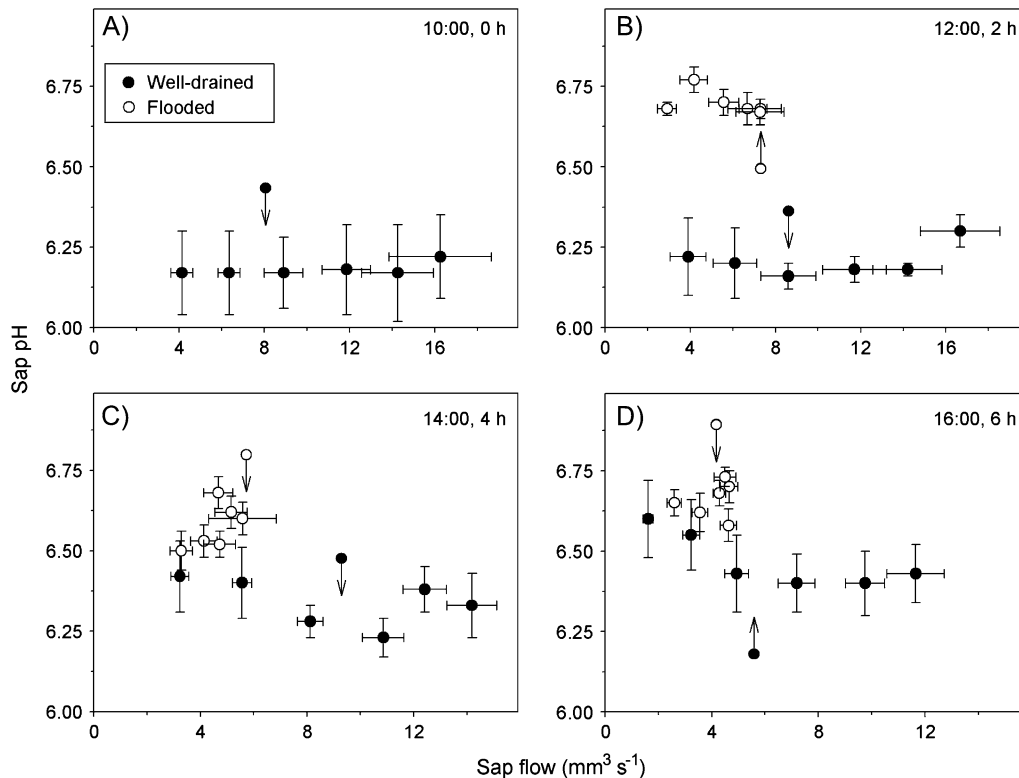 A) 10:00, 0 h
Well-drained
Flooded
6.75
6.50
6.25
6.00
0 4 8 12 16
B) 12:00, 2 h
6.75
6.50
6.25
6.00
0 4 8 12 16
Sap pH
C) 14:00, 4 h
6.75
6.50
6.25
6.00
0 4 8 12
D) 16:00, 6 h
6.75
6.50
6.25
6.00
0 4 8 12
Sap flow (mm³ s⁻¹)